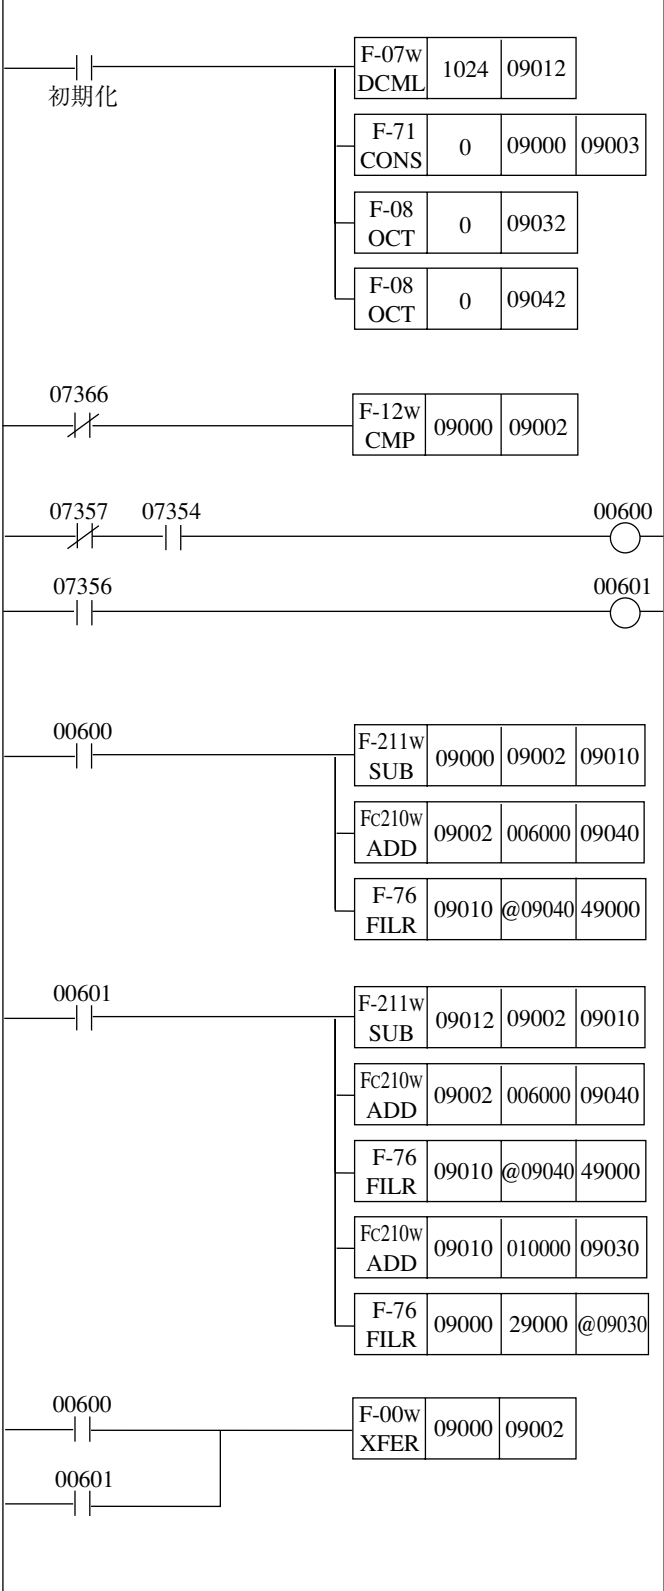 F-07w
DCML 1024 09012
初期化
F-71
CONS 0 09000 09003
F-08
OCT 0 09032
F-08
OCT 0 09042
07366
F-12w
CMP 09000 09002
07357 07354 00600
07356 00601
00600
F-211w
SUB 09000 09002 09010
Fc210w
ADD 09002 006000 09040
F-76
FILR 09010 @09040 49000
00601
F-211w
SUB 09012 09002 09010
Fc210w
ADD 09002 006000 09040
F-76
FILR 09010 @09040 49000
Fc210w
ADD 09010 010000 09030
F-76
FILR 09000 29000 @09030
00600
F-00w
XFER 09000 09002
00601